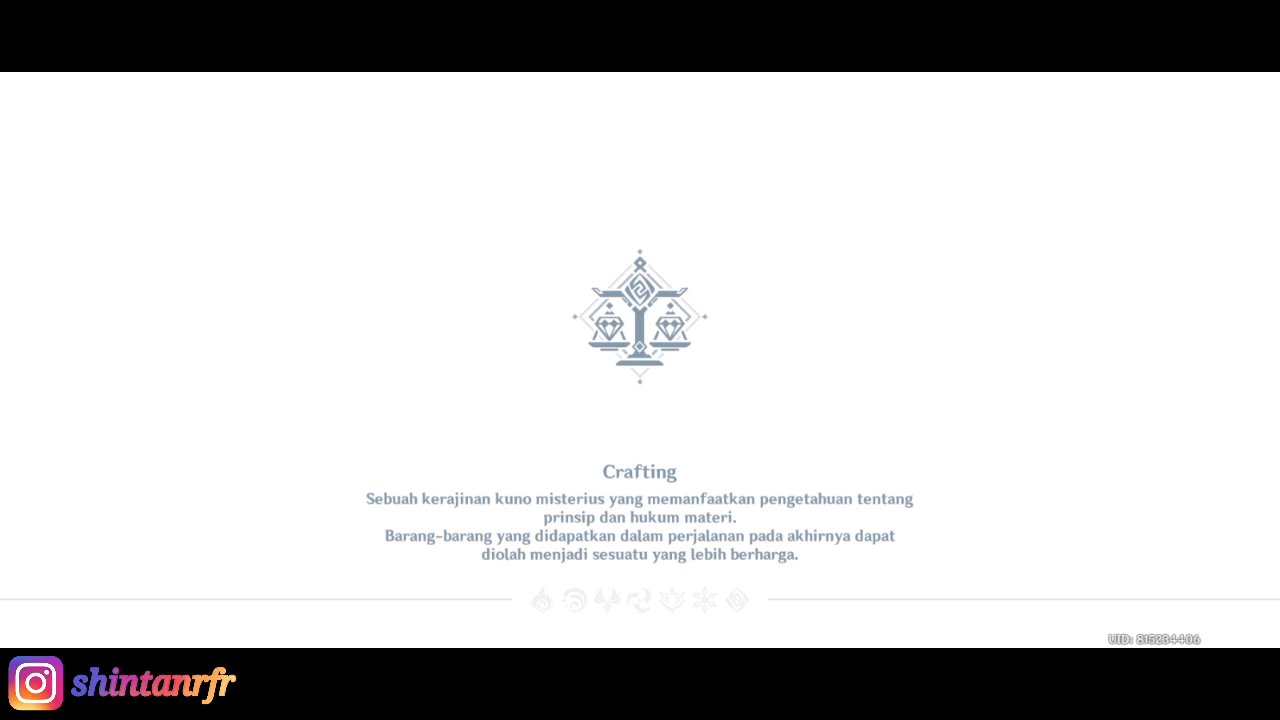 Crafting
Sebuah kerajinan kuno misterius yang memanfaatkan pengetahuan tentang
prinsip dan hukum materi.
Barang-barang yang didapatkan dalam perjalanan pada akhirnya dapat
diolah menjadi sesuatu yang lebih berharga.
UID: 815234406
shintanrfr